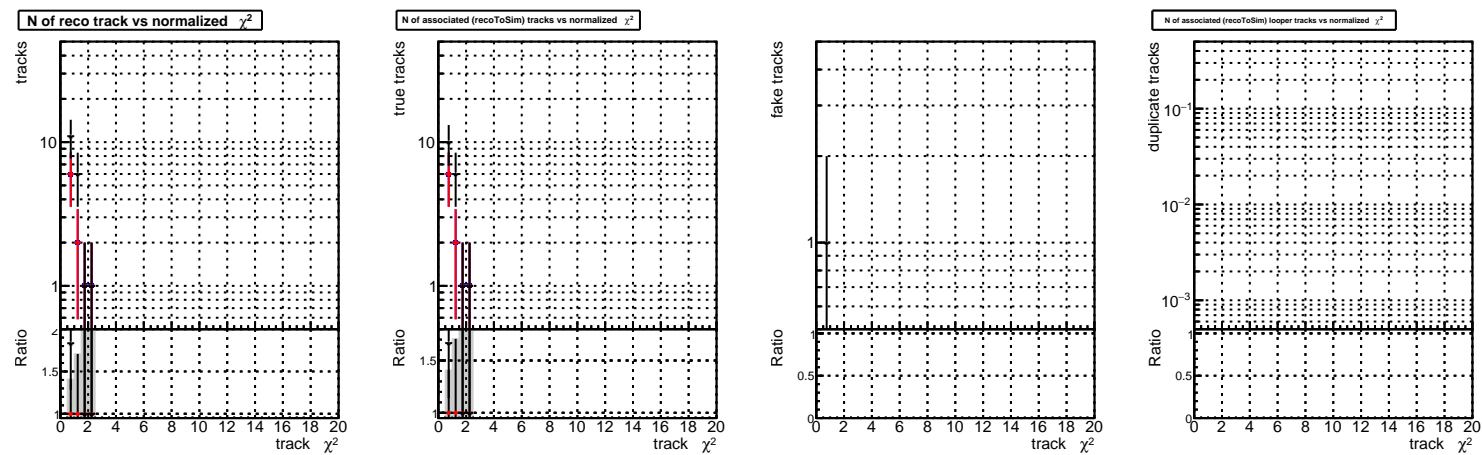 N of reco track vs normalized χ²
tracks
10
1
Ratio
2
1.5
1
0 2 4 6 8 10 12 14 16 18 20
track χ²
N of associated (recoToSim) tracks vs normalized χ²
true tracks
10
1
Ratio
1.5
1
0 2 4 6 8 10 12 14 16 18 20
track χ²
fake tracks
1
Ratio
1
0.5
0
0 2 4 6 8 10 12 14 16 18 20
track χ²
N of associated (recoToSim) looper tracks vs normalized χ²
duplicate tracks
10⁻¹
10⁻²
10⁻³
Ratio
1
0.5
0
0 2 4 6 8 10 12 14 16 18 20
track χ²